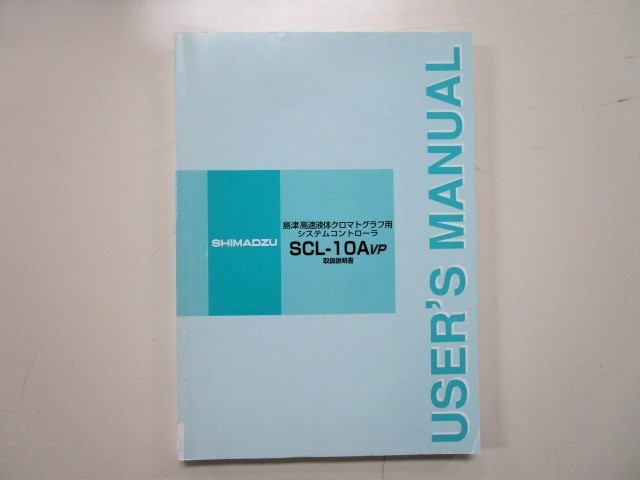 SHIMADZU
島津高速液体クロマトグラフ用
システムコントローラ
SCL-10AVP
取扱説明書
USER'S MANUAL